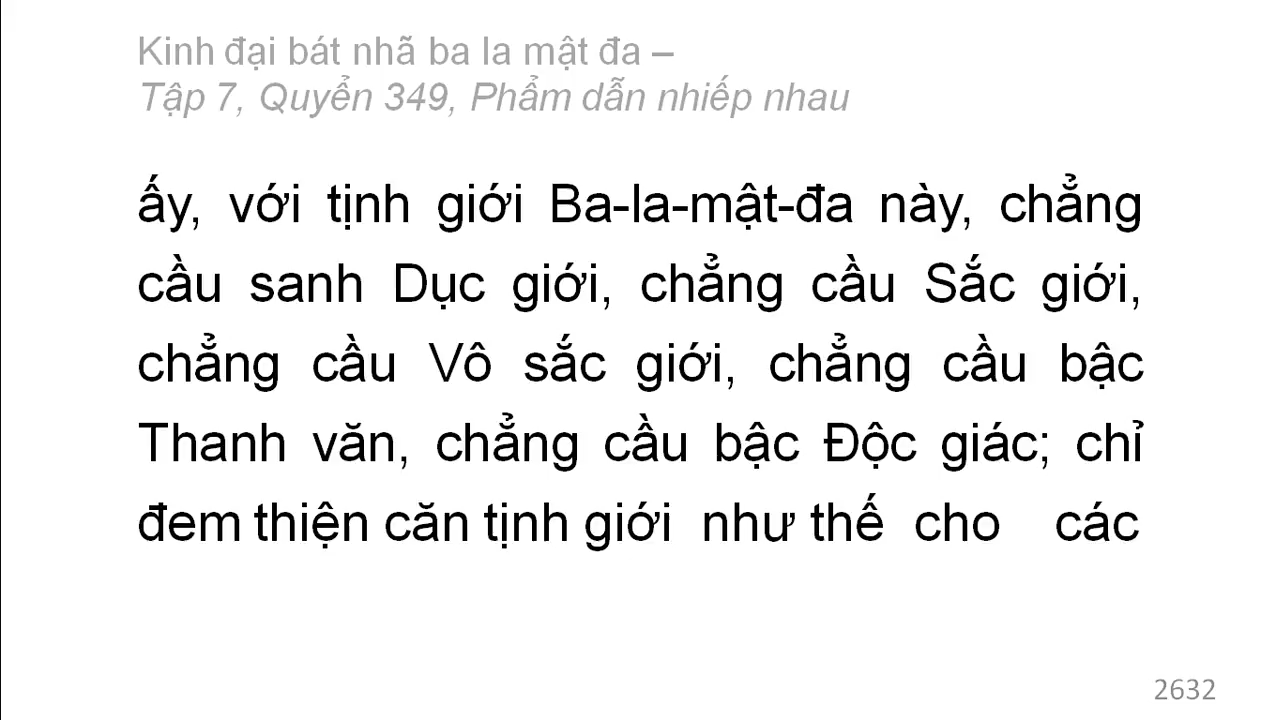 Kinh đại bát nhã ba la mật đa –
Tập 7, Quyển 349, Phẩm dẫn nhiếp nhau
ấy, với tịnh giới Ba-la-mật-đa này, chẳng
cầu sanh Dục giới, chẳng cầu Sắc giới,
chẳng cầu Vô sắc giới, chẳng cầu bậc
Thanh văn, chẳng cầu bậc Độc giác; chỉ
đem thiện căn tịnh giới như thế cho các
2632